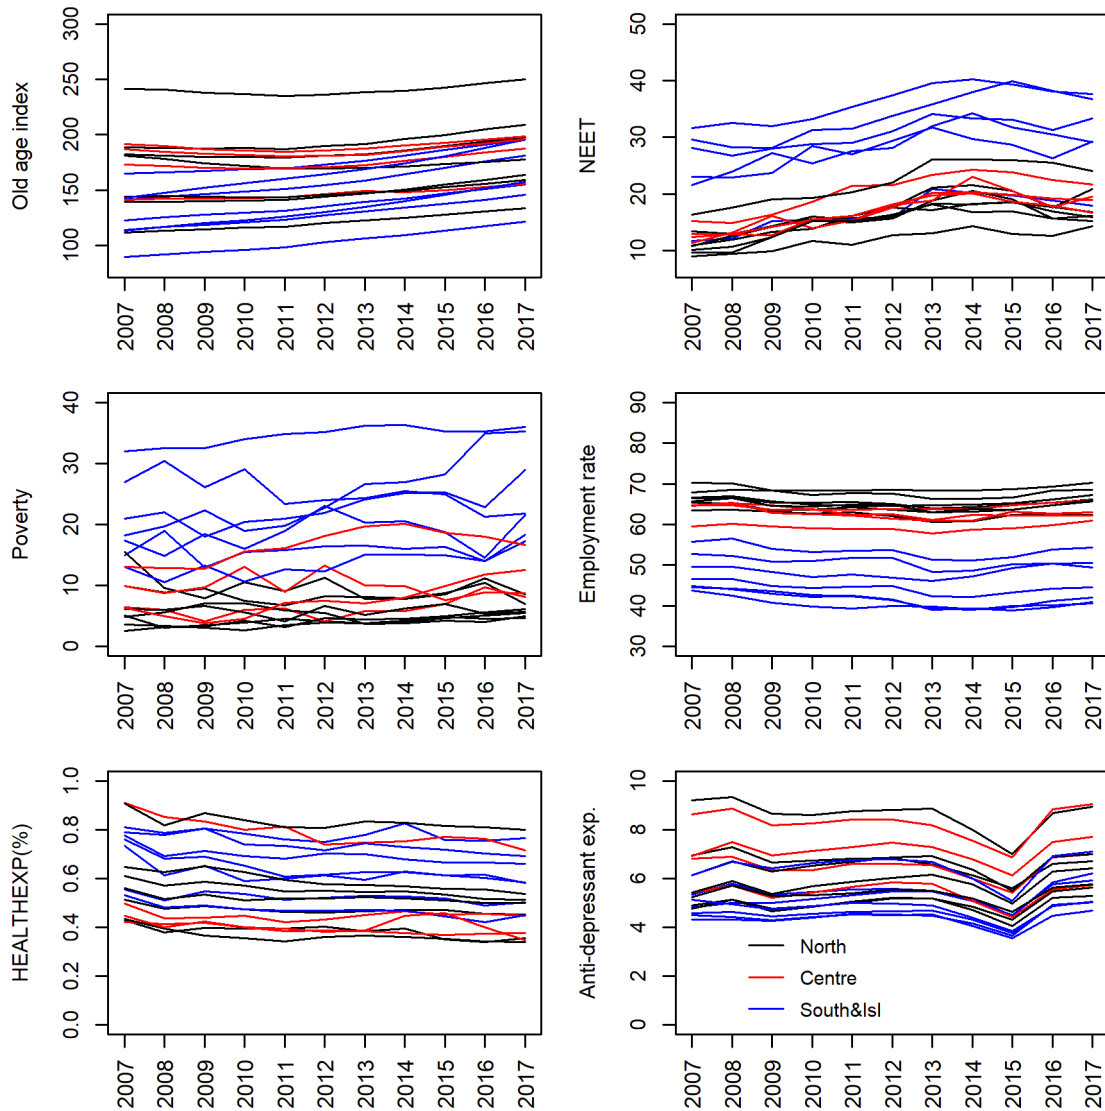 Old age index
300
250
200
150
100
2007 2008 2009 2010 2011 2012 2013 2014 2015 2016 2017
NEET
50
40
30
20
10
2007 2008 2009 2010 2011 2012 2013 2014 2015 2016 2017
Poverty
40
30
20
10
0
2007 2008 2009 2010 2011 2012 2013 2014 2015 2016 2017
Employment rate
90
80
70
60
50
40
30
2007 2008 2009 2010 2011 2012 2013 2014 2015 2016 2017
HEALTHEXP(%)
1.0
0.8
0.6
0.4
0.2
0.0
2007 2008 2009 2010 2011 2012 2013 2014 2015 2016 2017
Anti-depressant exp.
10
8
6
4
2
0
North
Centre
South&Isl
2007 2008 2009 2010 2011 2012 2013 2014 2015 2016 2017